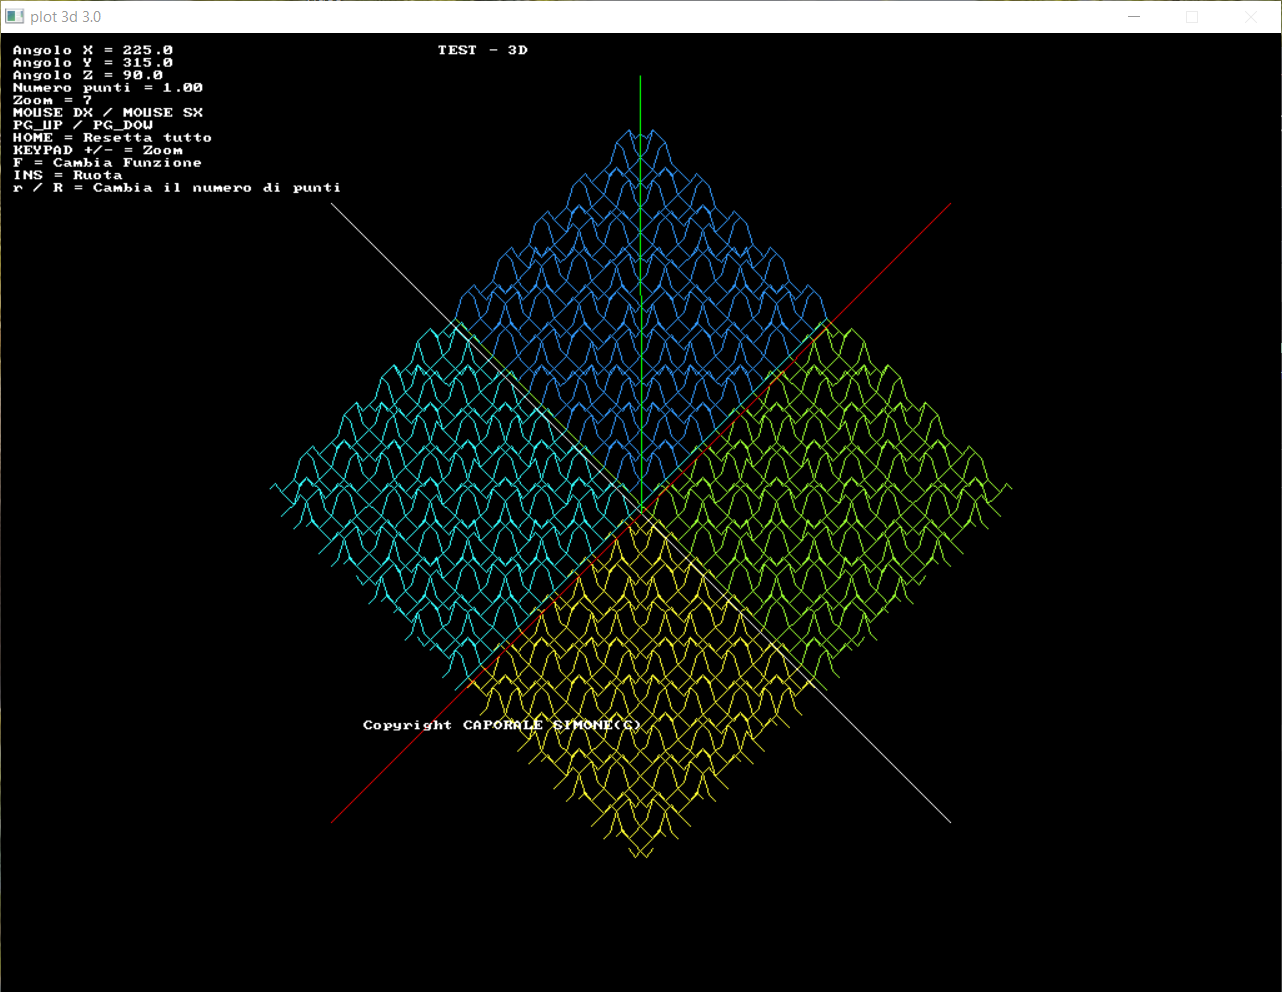 plot 3d 3.0
Angolo X = 225.0
TEST - 3D
Angolo Y = 315.0
Angolo Z = 90.0
Numero punti = 1.00
Zoom = 7
MOUSE DX / MOUSE SX
PG_UP / PG_DOW
HOME = Resetta tutto
KEYPAD +/- = Zoom
F = Cambia Funzione
INS = Ruota
r / R = Cambia il numero di punti
Copyright CAPORALE SIMONE(C)